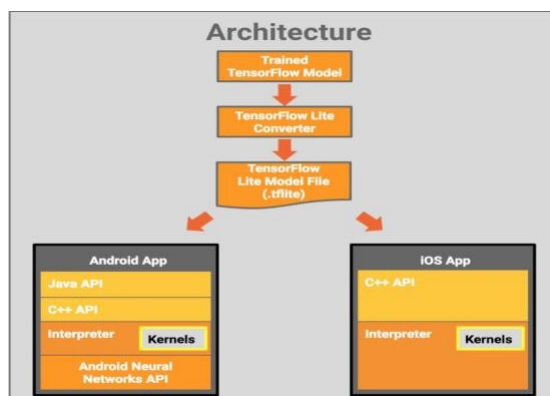 Architecture
Trained
TensorFlow Model
TensorFlow Lite
Converter
TensorFlow
Lite Model File
(.tflite)
Android App
Java API
C++ API
Interpreter
Kernels
Android Neural
Networks API
iOS App
C++ API
Interpreter
Kernels